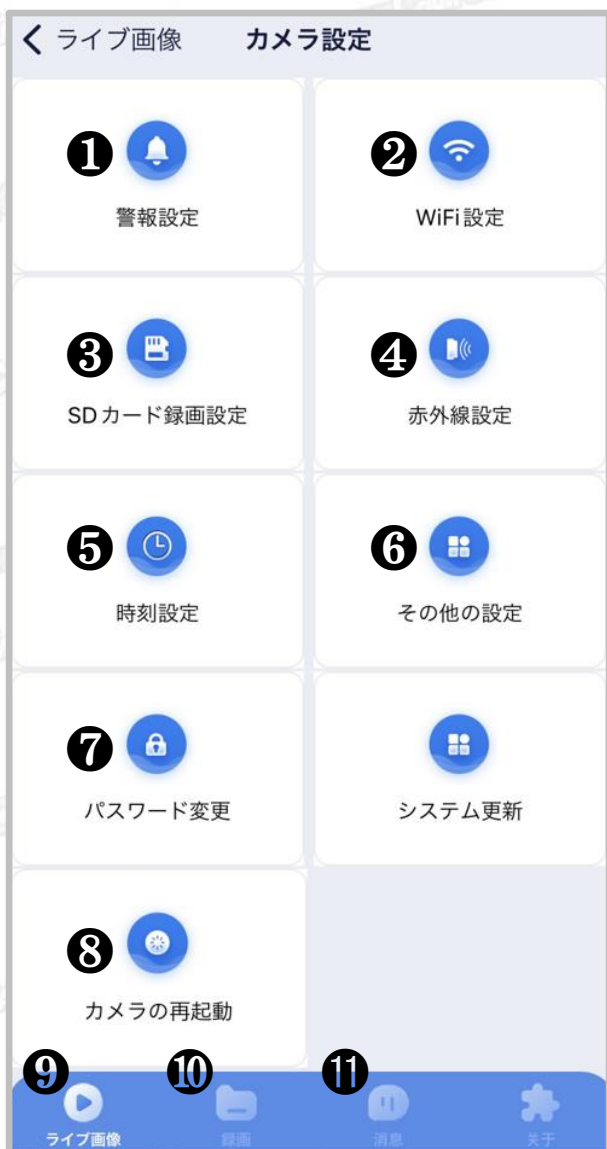 ライブ画像 カメラ設定
❶ ❷
警報設定 WiFi設定
❸ ❹
SDカード録画設定 赤外線設定
❺ ❻
時刻設定 その他の設定
❼
パスワード変更 システム更新
❽
カメラの再起動
❾ ❿ ⓫
ライブ画像 録画 消息 关于